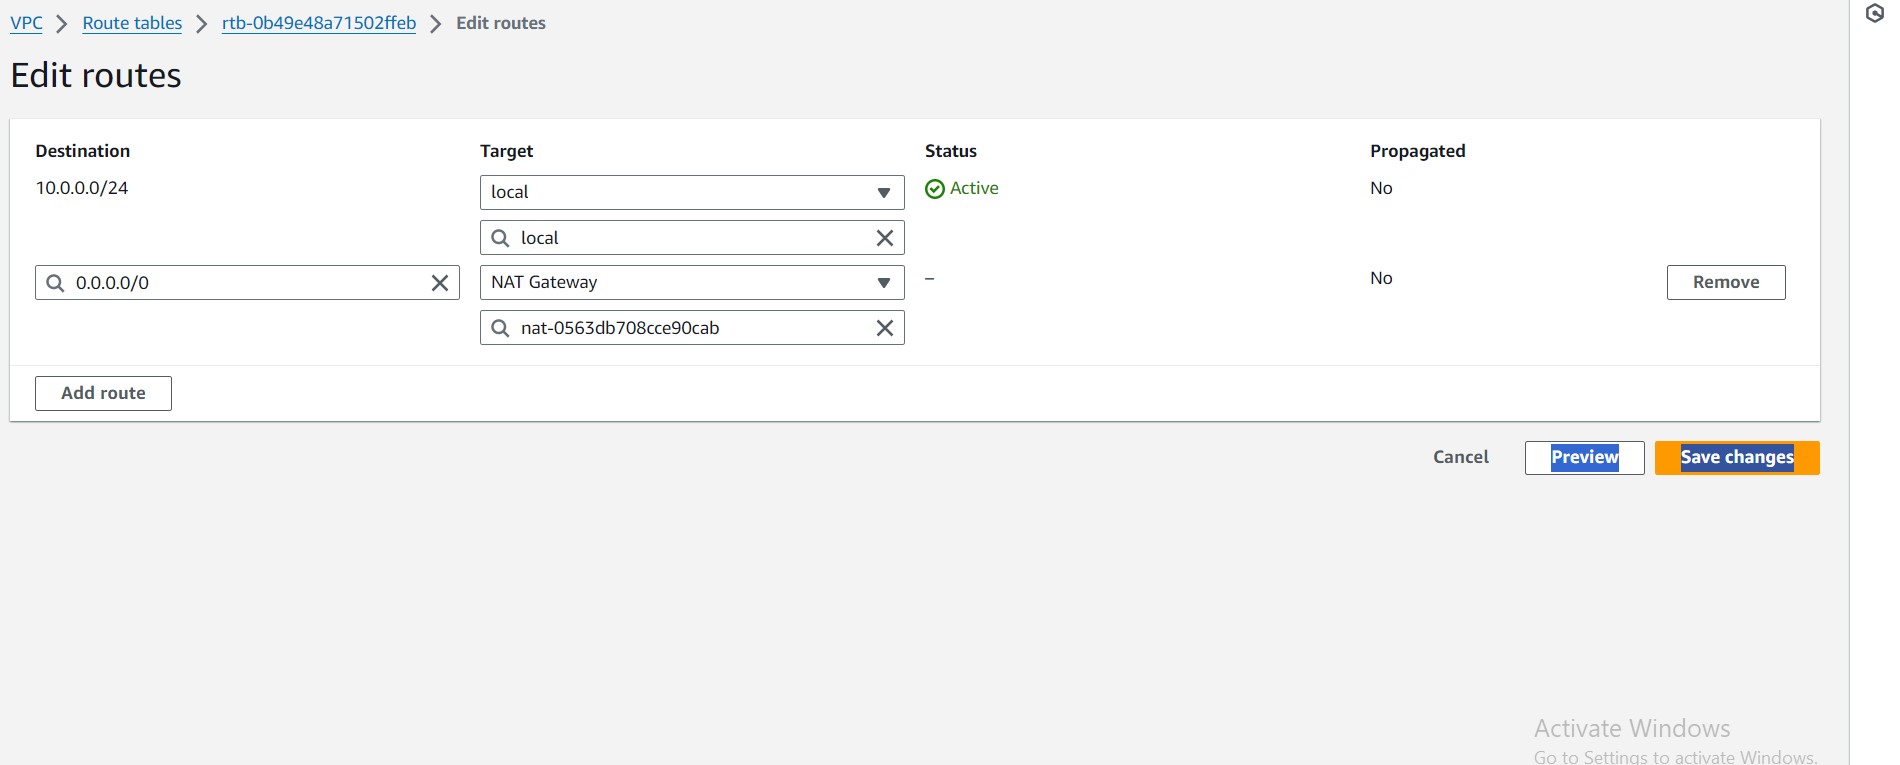 VPC > Route tables > rtb-0b49e48a71502ffeb > Edit routes
Edit routes
Destination Target Status Propagated
10.0.0.0/24 local Active No
local
0.0.0.0/0 NAT Gateway – No Remove
nat-0563db708cce90cab
Add route
Cancel Preview Save changes
Activate Windows
Go to Settings to activate Windows.